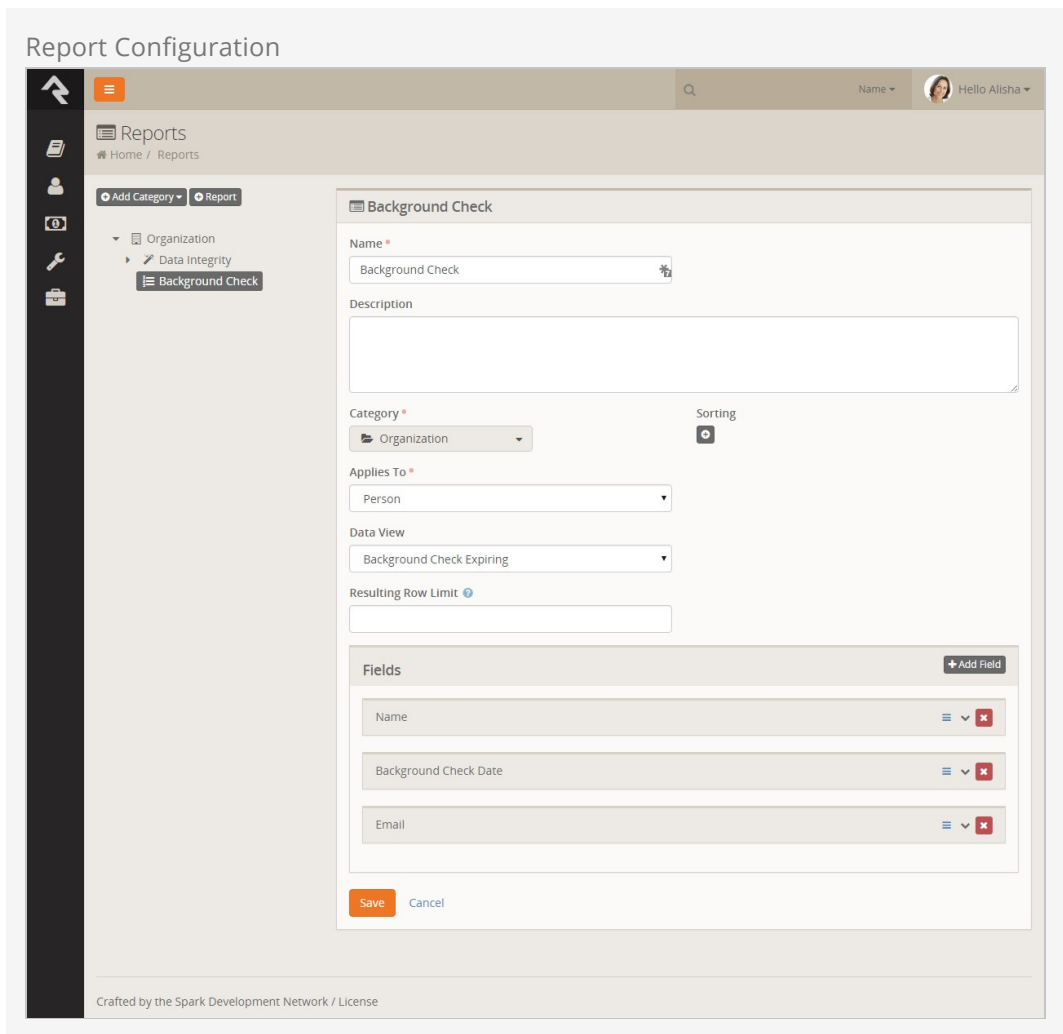 Report Configuration
Name
Hello Alisha
Reports
Home / Reports
Add Category
Report
Organization
Data Integrity
Background Check
Background Check
Name *
Background Check
Description
Category *
Sorting
Organization
Applies To *
Person
Data View
Background Check Expiring
Resulting Row Limit
Fields
Add Field
Name
Background Check Date
Email
Save
Cancel
Crafted by the Spark Development Network / License